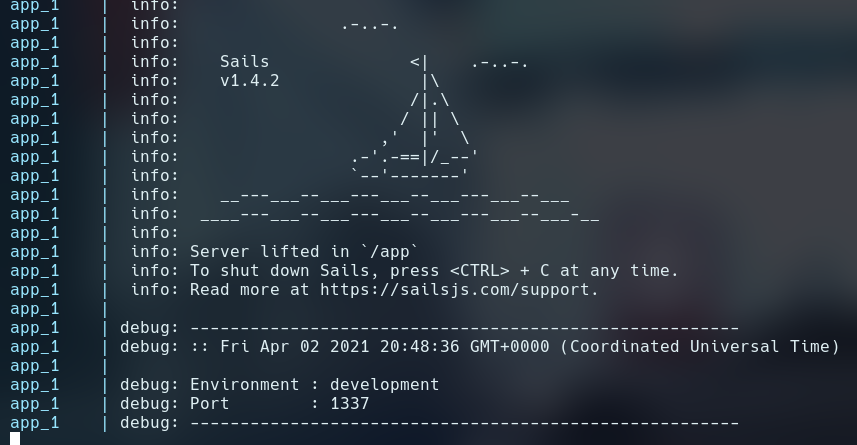 app_1     |  info:
app_1     |  info:                .-..-.
app_1     |  info:
app_1     |  info:    Sails              <|    .-..-.
app_1     |  info:    v1.4.2              |\
app_1     |  info:                       /|.\
app_1     |  info:                      / || \
app_1     |  info:                    ,'  |'  \
app_1     |  info:                 .-'.-==|/_--'
app_1     |  info:                 `--'-------'
app_1     |  info:    __---___--___---___--___---___--___
app_1     |  info:  ____---___--___---___--___---___--___-__
app_1     |  info:
app_1     |  info: Server lifted in `/app`
app_1     |  info: To shut down Sails, press <CTRL> + C at any time.
app_1     |  info: Read more at https://sailsjs.com/support.
app_1     |
app_1     | debug: -------------------------------------------------------
app_1     | debug: :: Fri Apr 02 2021 20:48:36 GMT+0000 (Coordinated Universal Time)
app_1     |
app_1     | debug: Environment : development
app_1     | debug: Port        : 1337
app_1     | debug: -------------------------------------------------------